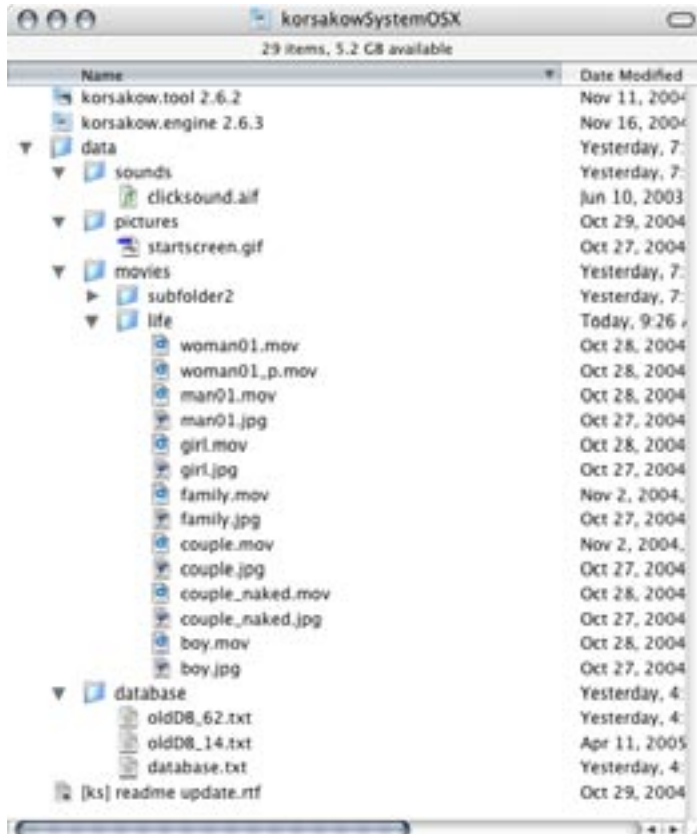 korsakowSystemOSX
29 items, 5.2 GB available
Name Date Modified
korsakow.tool 2.6.2 Nov 11, 2004
korsakow.engine 2.6.3 Nov 16, 2004
data Yesterday, 7:
sounds Yesterday, 7:
clicksound.aif Jun 10, 2003
pictures Oct 29, 2004
startscreen.gif Oct 27, 2004
movies Yesterday, 7:
subfolder2 Yesterday, 7:
life Today, 9:26
woman01.mov Oct 28, 2004
woman01_p.mov Oct 28, 2004
man01.mov Oct 28, 2004
man01.jpg Oct 27, 2004
girl.mov Oct 28, 2004
girl.jpg Oct 27, 2004
family.mov Nov 2, 2004,
family.jpg Oct 27, 2004
couple.mov Nov 2, 2004,
couple.jpg Oct 27, 2004
couple_naked.mov Oct 28, 2004
couple_naked.jpg Oct 27, 2004
boy.mov Oct 28, 2004
boy.jpg Oct 27, 2004
database Yesterday, 4:
oldDB_62.txt Yesterday, 4:
oldDB_14.txt Apr 11, 2005
database.txt Yesterday, 4:
[ks] readme update.rtf Oct 29, 2004